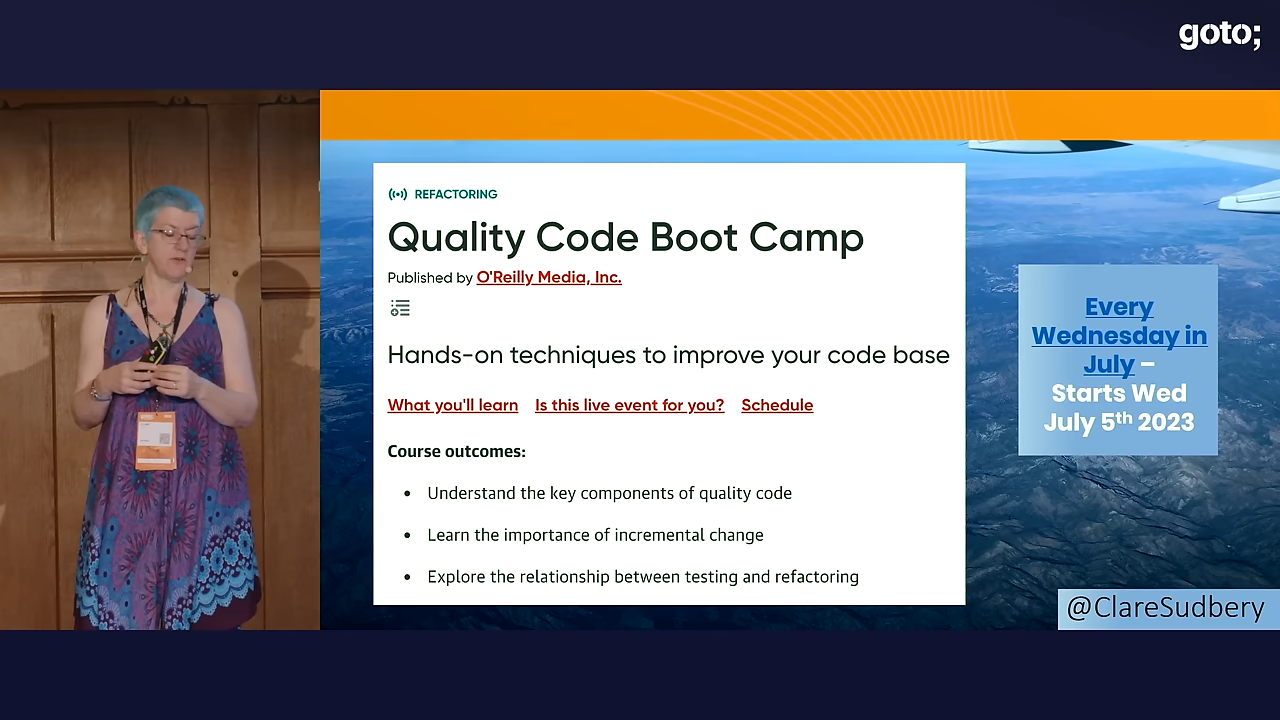 goto;
REFACTORING
Quality Code Boot Camp
Published by O'Reilly Media, Inc.
Hands-on techniques to improve your code base
What you'll learn Is this live event for you? Schedule
Course outcomes:
• Understand the key components of quality code
• Learn the importance of incremental change
• Explore the relationship between testing and refactoring
Every
Wednesday in
July –
Starts Wed
July 5th 2023
@ClareSudbery